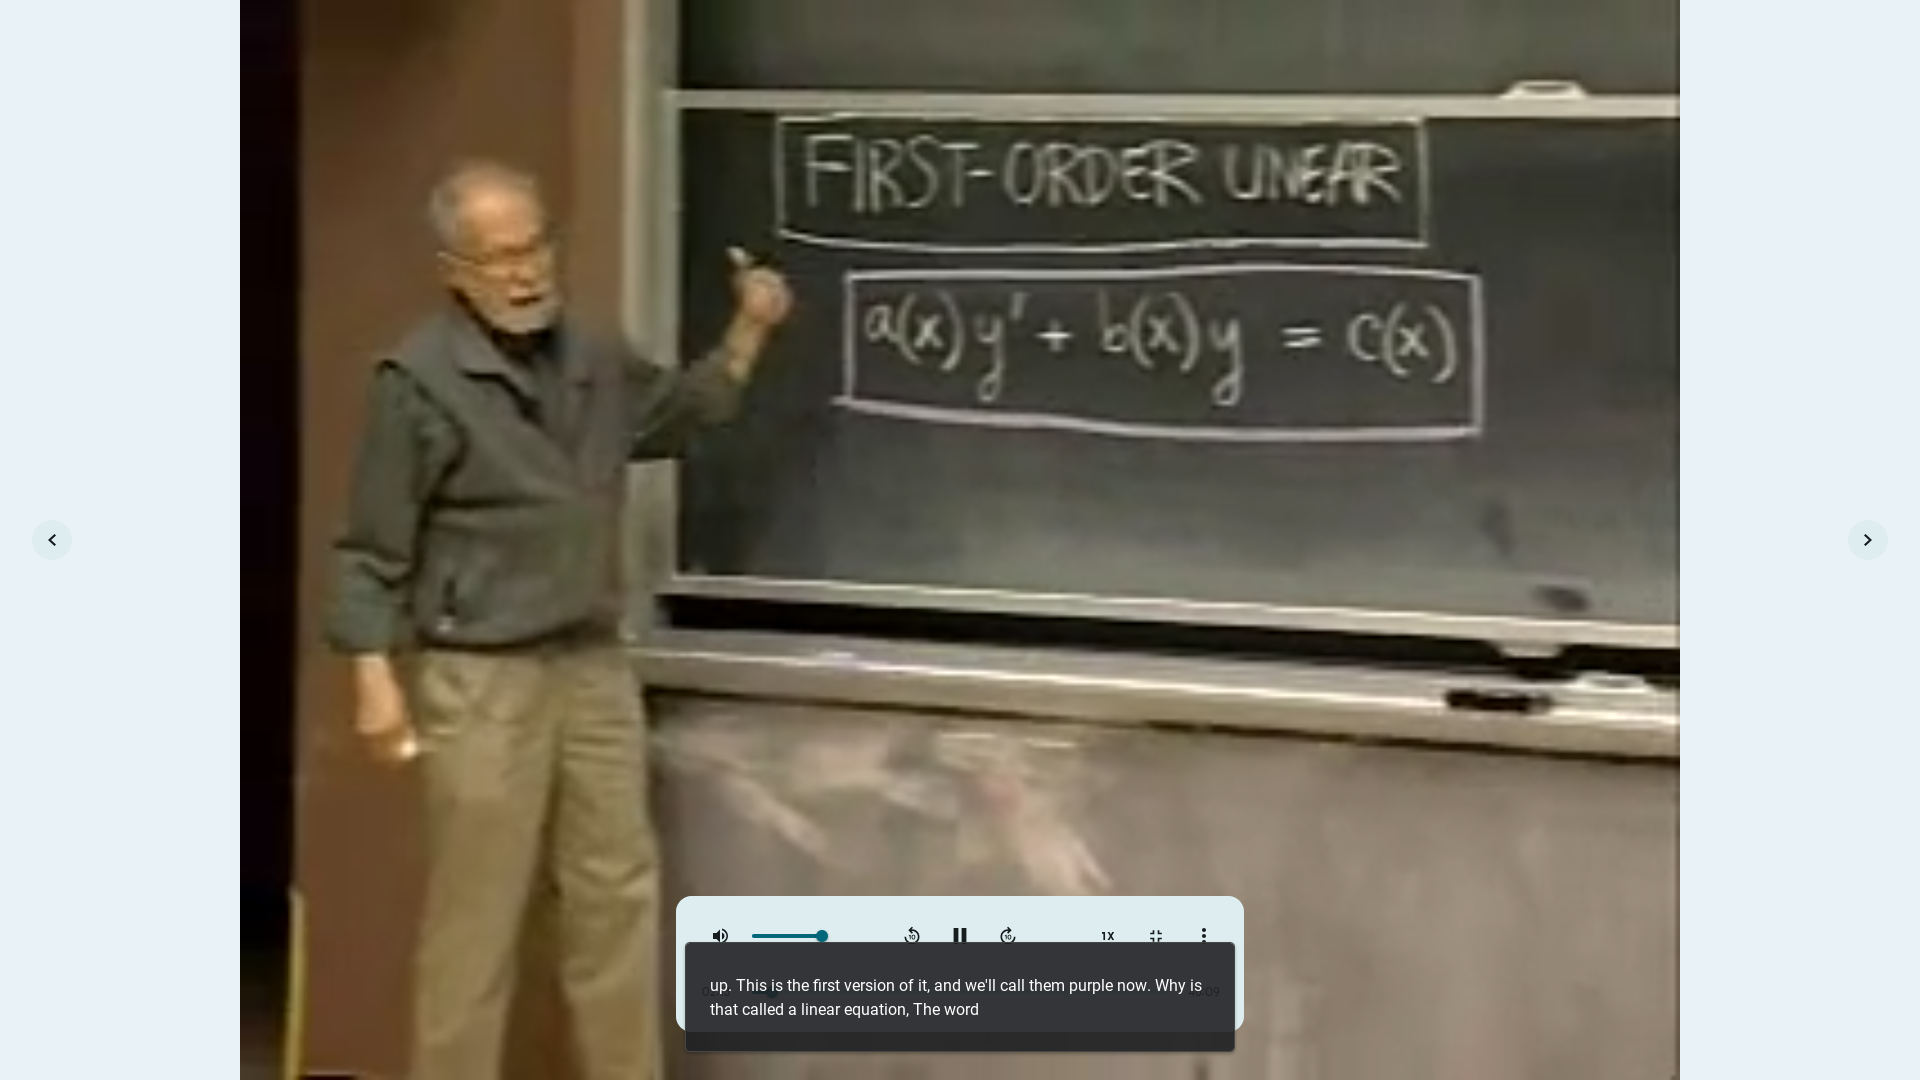 FIRST-ORDER LINEAR
a(x)y' + b(x)y = c(x)
1X
up. This is the first version of it, and we'll call them purple now. Why is
that called a linear equation, The word